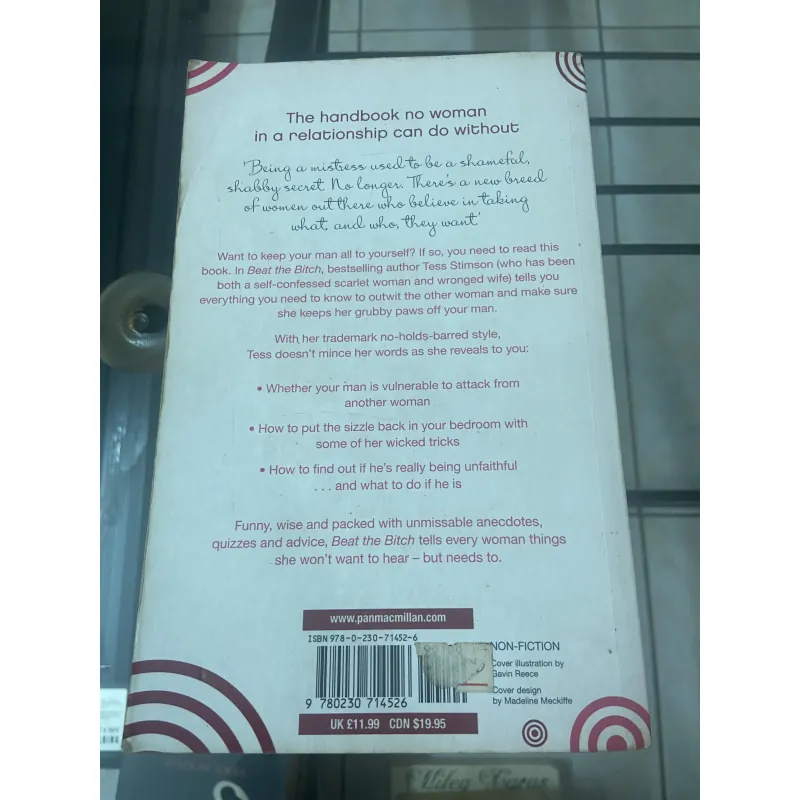 The handbook no woman
in a relationship can do without
'Being a mistress used to be a shameful,
shabby secret. No longer. There's a new breed
of women out there who believe in taking
what, and who, they want'
Want to keep your man all to yourself? If so, you need to read this
book. In Beat the Bitch, bestselling author Tess Stimson (who has been
both a self-confessed scarlet woman and wronged wife) tells you
everything you need to know to outwit the other woman and make sure
she keeps her grubby paws off your man.
With her trademark no-holds-barred style,
Tess doesn't mince her words as she reveals to you:
• Whether your man is vulnerable to attack from
another woman
• How to put the sizzle back in your bedroom with
some of her wicked tricks
• How to find out if he's really being unfaithful
. . . and what to do if he is
Funny, wise and packed with unmissable anecdotes,
quizzes and advice, Beat the Bitch tells every woman things
she won't want to hear – but needs to.
www.panmacmillan.com
ISBN 978-0-230-71452-6
9 780230 714526
UK £11.99 CDN $19.95
NON-FICTION
Cover illustration by
Gavin Reece
Cover design
by Madeline Meckiffe